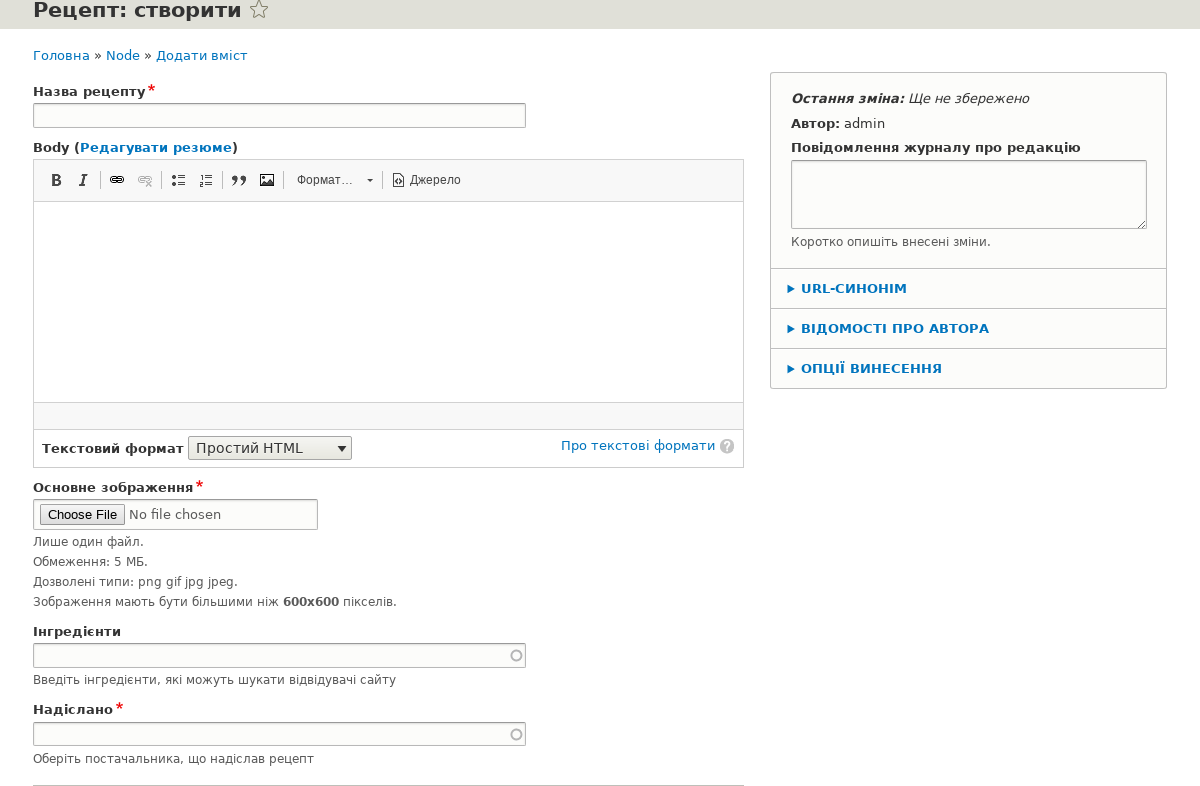 Рецепт: створити
Головна » Node » Додати вміст
Назва рецепту*
Body (Редагувати резюме)
B I Формат... Джерело
Текстовий формат Простий HTML Про текстові формати ?
Основне зображення*
Choose File No file chosen
Лише один файл.
Обмеження: 5 МБ.
Дозволені типи: png gif jpg jpeg.
Зображення мають бути більшими ніж 600x600 пікселів.
Інгредієнти
Введіть інгредієнти, які можуть шукати відвідувачі сайту
Надіслано*
Оберіть постачальника, що надіслав рецепт
Остання зміна: Ще не збережено
Автор: admin
Повідомлення журналу про редакцію
Коротко опишіть внесені зміни.
URL-СИНОНІМ
ВІДОМОСТІ ПРО АВТОРА
ОПЦІЇ ВИНЕСЕННЯ